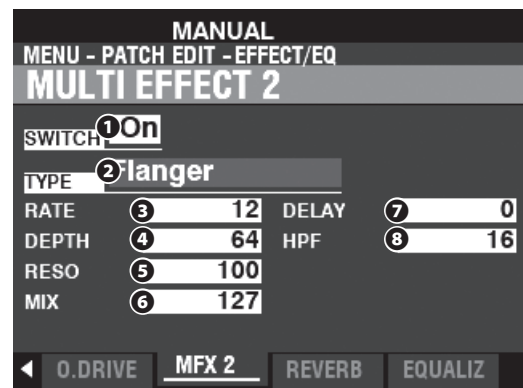 MANUAL
MENU - PATCH EDIT - EFFECT/EQ
MULTI EFFECT 2
SWITCH 1 On
TYPE 2 Flanger
RATE 3 12 DELAY 7 0
DEPTH 4 64 HPF 8 16
RESO 5 100
MIX 6 127
O.DRIVE MFX 2 REVERB EQUALIZ